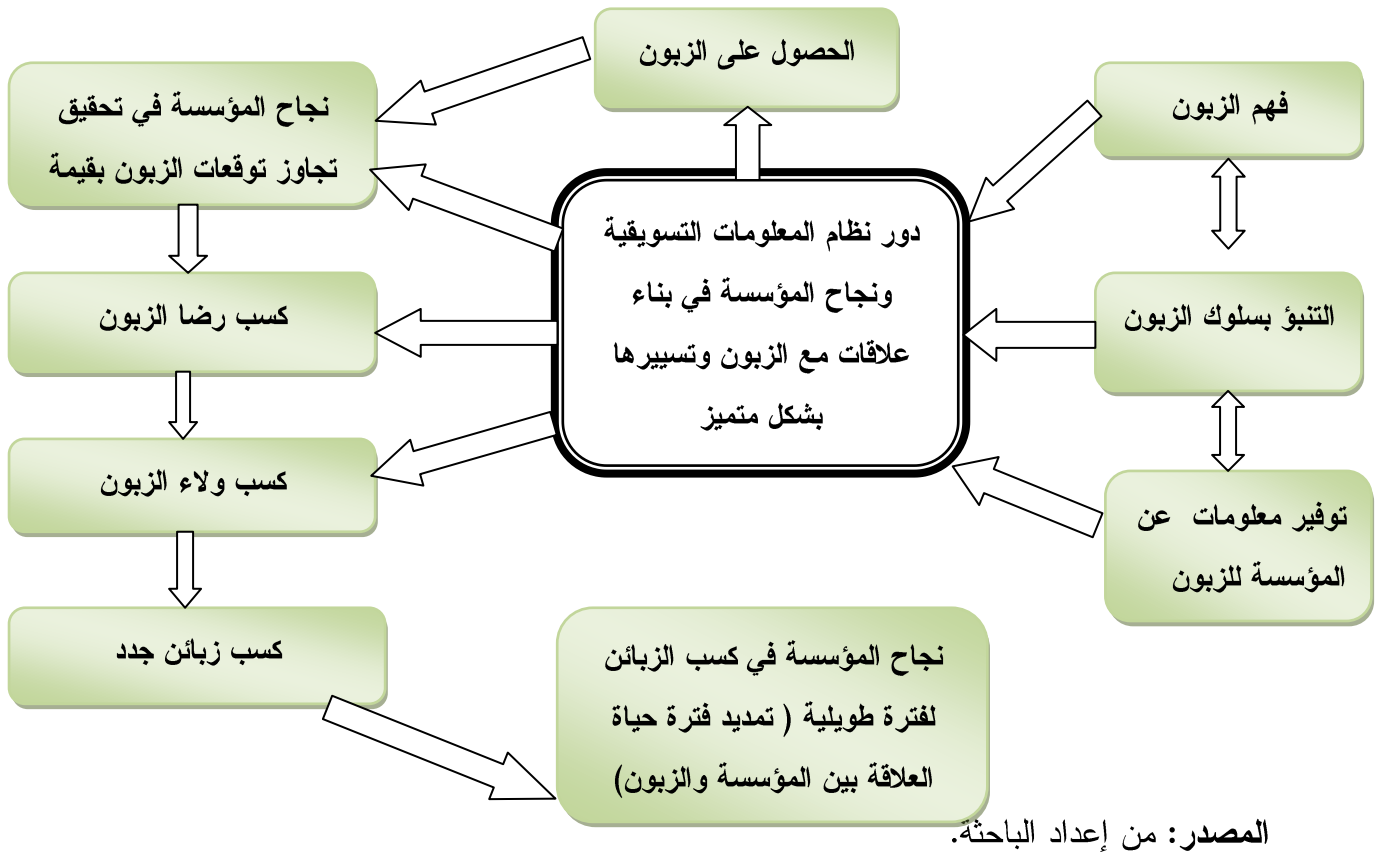 الحصول على الزبون
فهم الزبون
نجاح المؤسسة في تحقيق
تجاوز توقعات الزبون بقيمة
دور نظام المعلومات التسويقية
ونجاح المؤسسة في بناء
علاقات مع الزبون وتسييرها
بشكل متميز
التنبؤ بسلوك الزبون
كسب رضا الزبون
كسب ولاء الزبون
توفير معلومات عن
المؤسسة للزبون
كسب زبائن جدد
نجاح المؤسسة في كسب الزبائن
لفترة طويلية ( تمديد فترة حياة
العلاقة بين المؤسسة والزبون)
المصدر: من إعداد الباحثة.